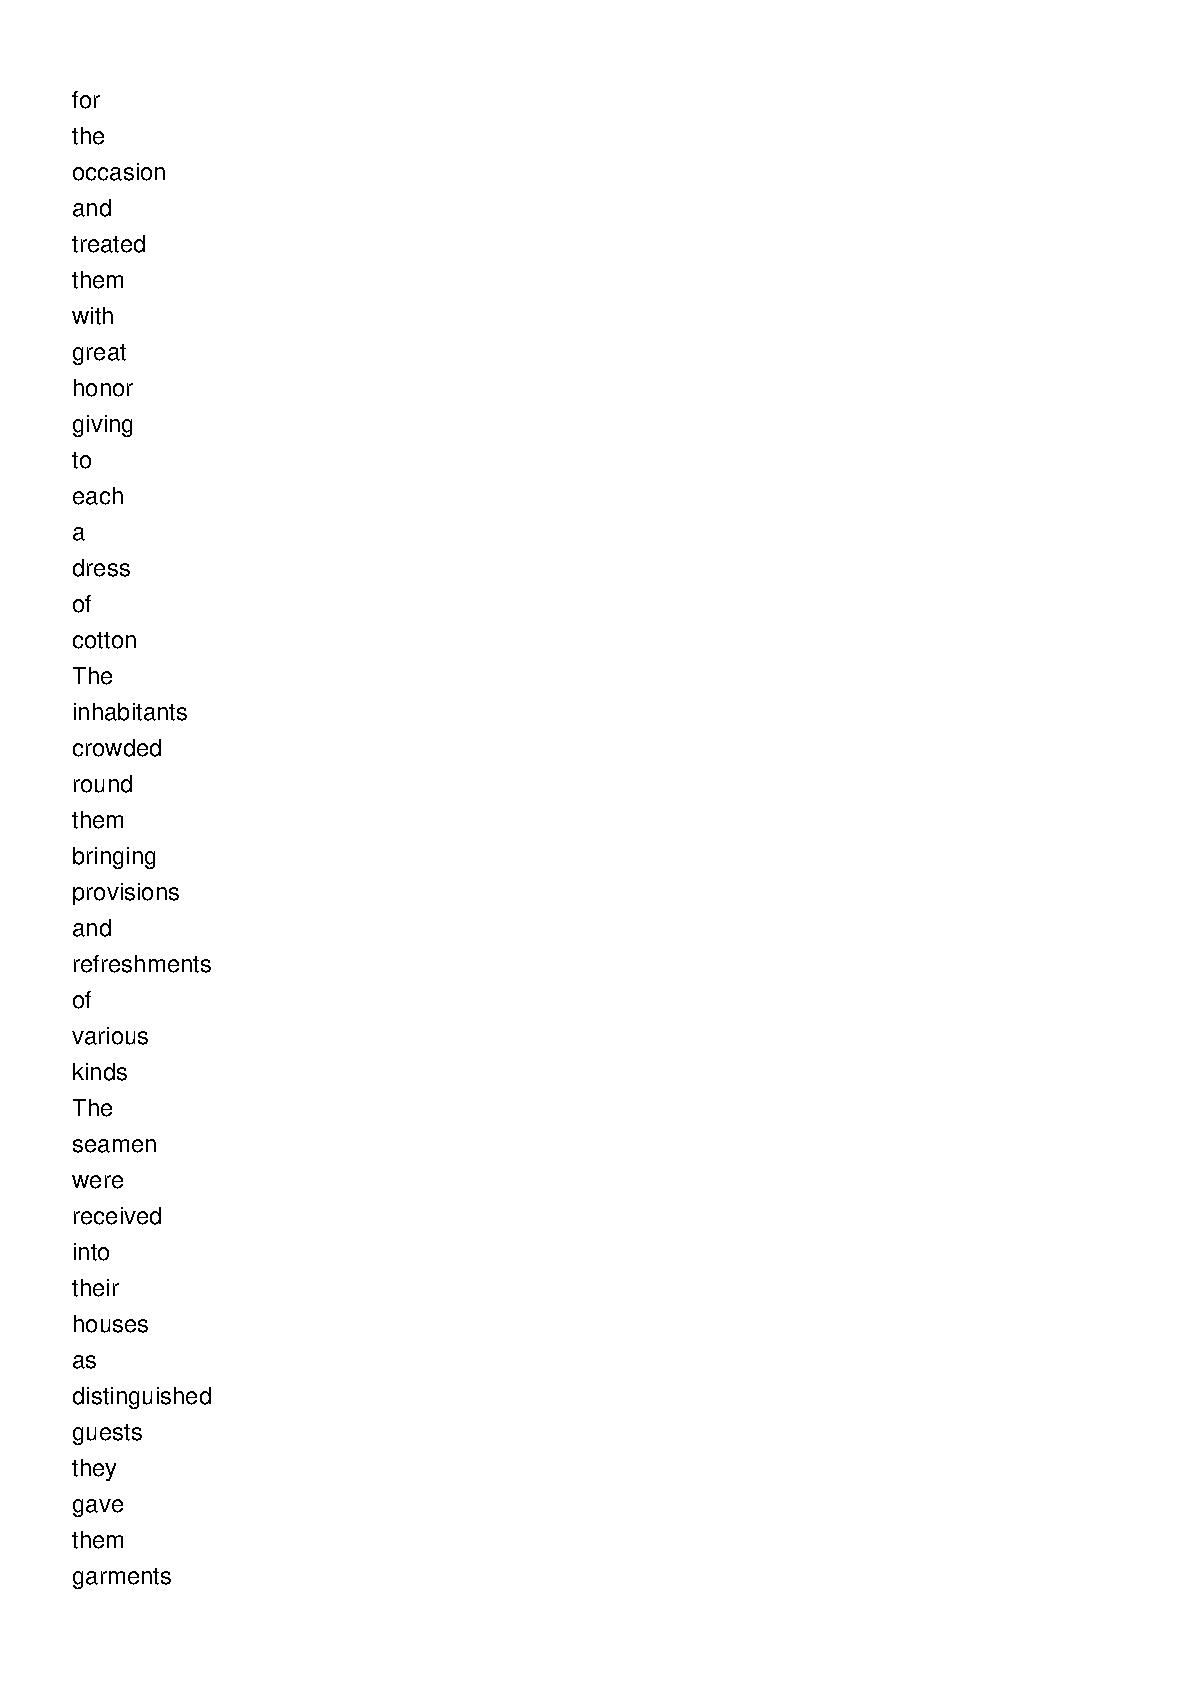 for
the
occasion
and
treated
them
with
great
honor
giving
to
each
a
dress
of
cotton
The
inhabitants
crowded
round
them
bringing
provisions
and
refreshments
of
various
kinds
The
seamen
were
received
into
their
houses
as
distinguished
guests
they
gave
them
garments